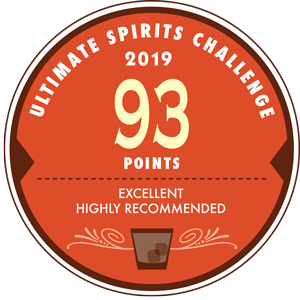 ULTIMATE SPIRITS CHALLENGE
2019
93
POINTS
EXCELLENT
HIGHLY RECOMMENDED